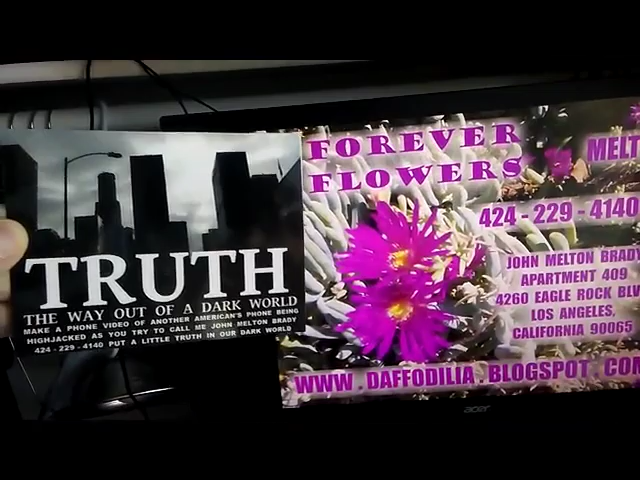 TRUTH
THE WAY OUT OF A DARK WORLD
MAKE A PHONE VIDEO OF ANOTHER AMERICAN'S PHONE BEING
HIGHJACKED AS YOU TRY TO CALL ME JOHN MELTON BRADY
424 - 229 - 4140 PUT A LITTLE TRUTH IN OUR DARK WORLD
FOREVER
FLOWERS
MELT
424 - 229 - 4140
JOHN MELTON BRADY
APARTMENT 409
4260 EAGLE ROCK BLV
LOS ANGELES,
CALIFORNIA 90065
WWW . DAFFODILIA . BLOGSPOT . COM
acer